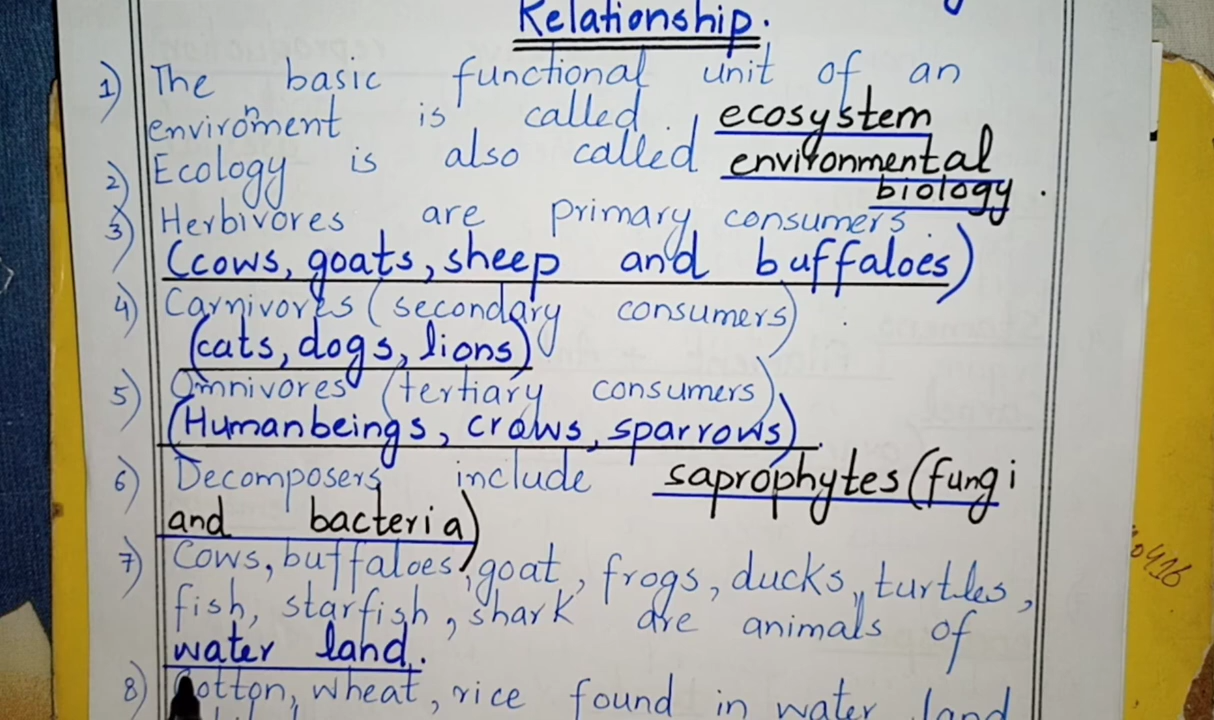 Relationship.
1) The basic functional unit of an
enviroment is called ecosystem
n
2) Ecology is also called environmental
biology.
3) Herbivores are primary consumers.
(cows, goats, sheep and buffaloes)
4) Carnivores (secondary consumers)
(cats, dogs, lions)
5) Omnivores (tertiary consumers)
(Humanbeings, crows, sparrows).
6) Decomposers include saprophytes (fungi
and bacteria)
7) Cows, buffaloes, goat, frogs, ducks, turtles,
fish, starfish, shark are animals of
water land.
8) Cotton, wheat, rice found in water land